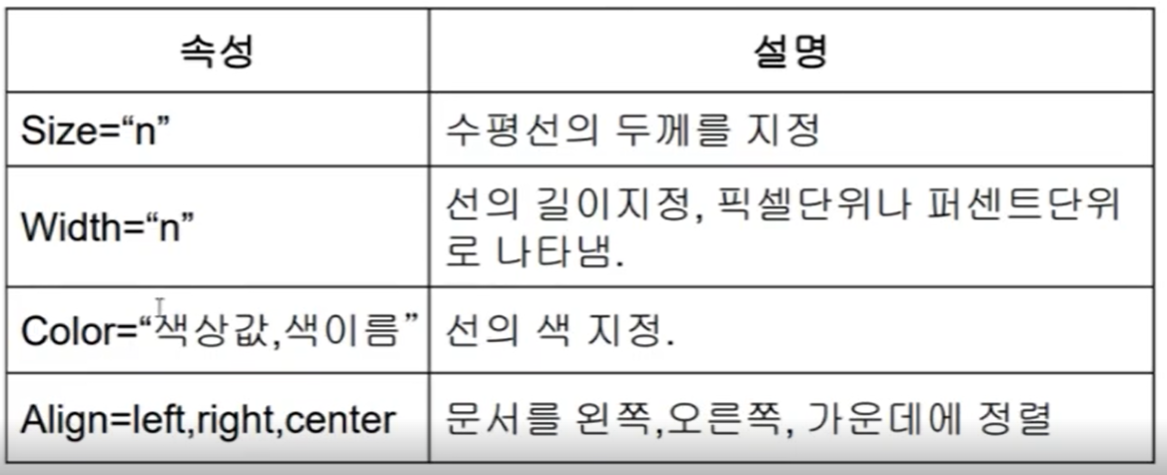 속성
설명
Size=“n”
수평선의 두께를 지정
Width=“n”
선의 길이지정, 픽셀단위나 퍼센트단위
로 나타냄.
Color=“색상값,색이름”
선의 색 지정.
Align=left,right,center
문서를 왼쪽,오른쪽, 가운데에 정렬